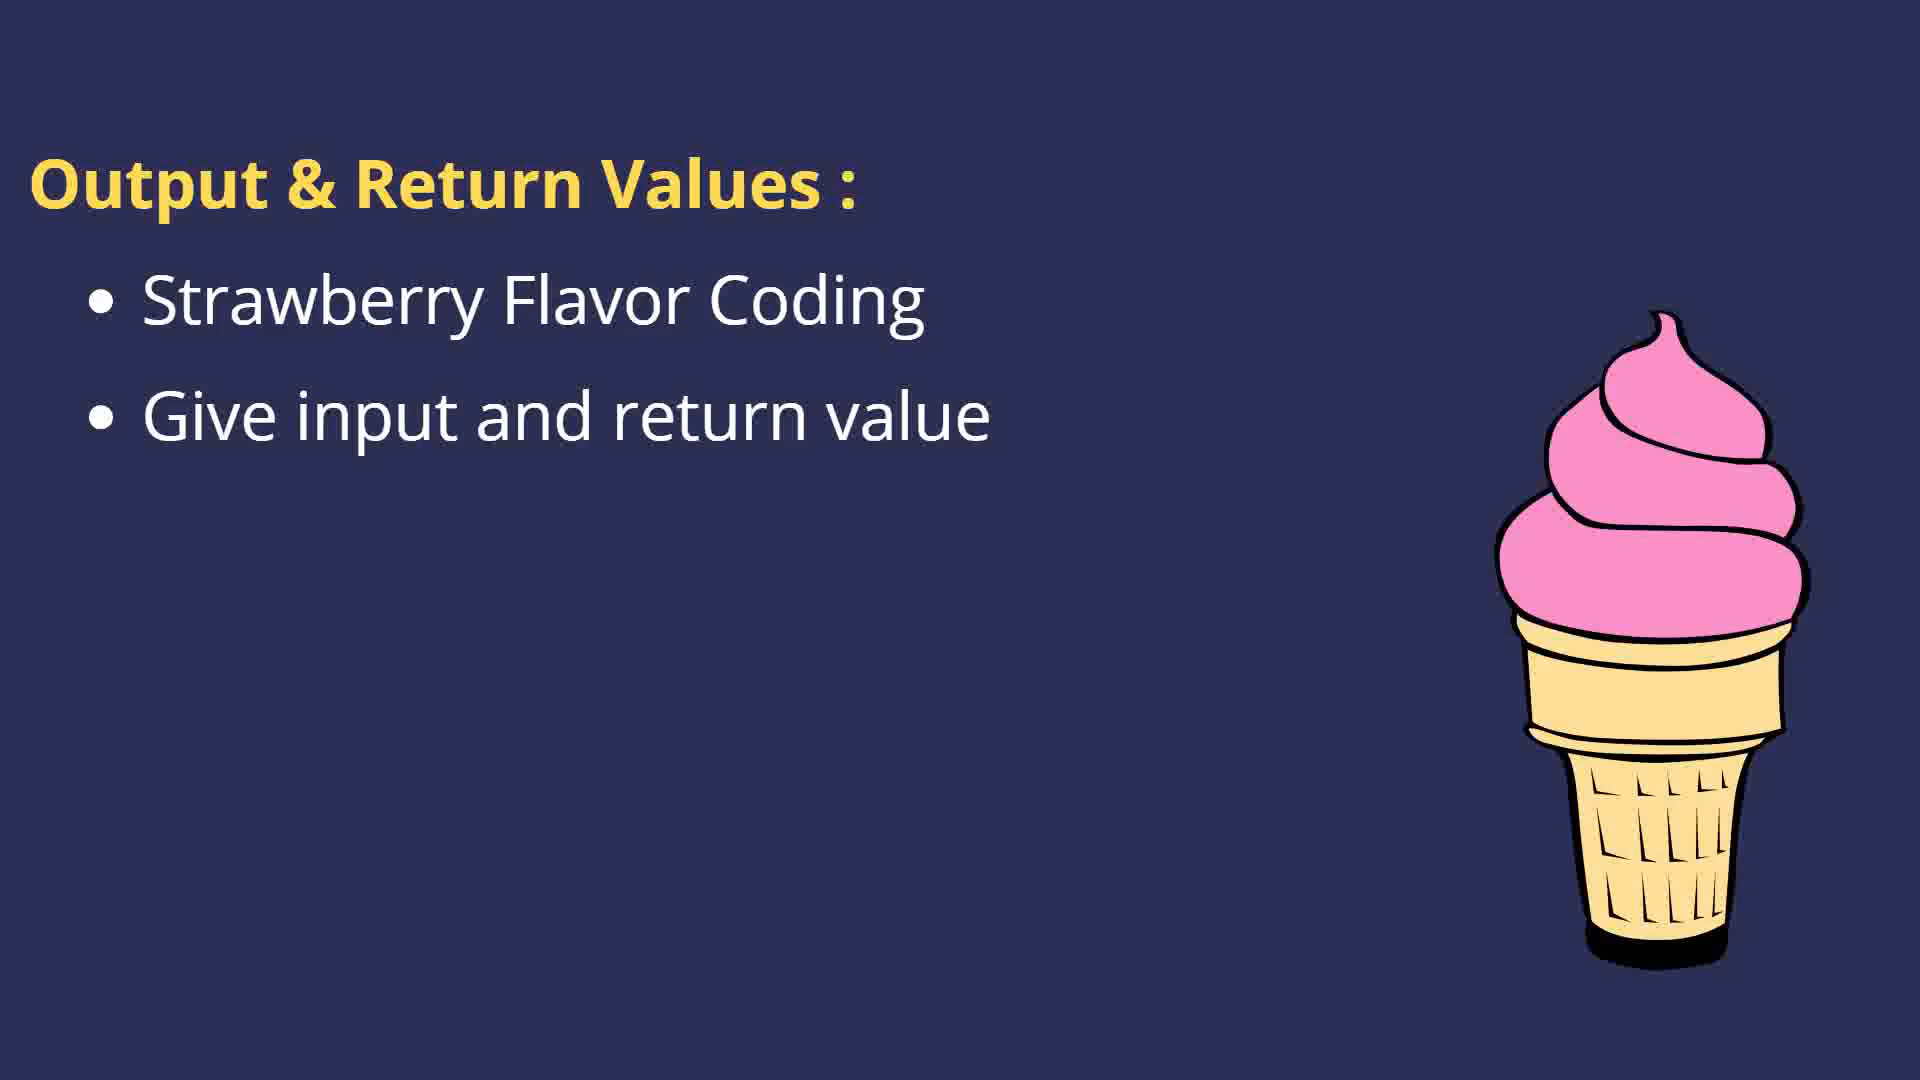 Output & Return Values :
• Strawberry Flavor Coding
• Give input and return value